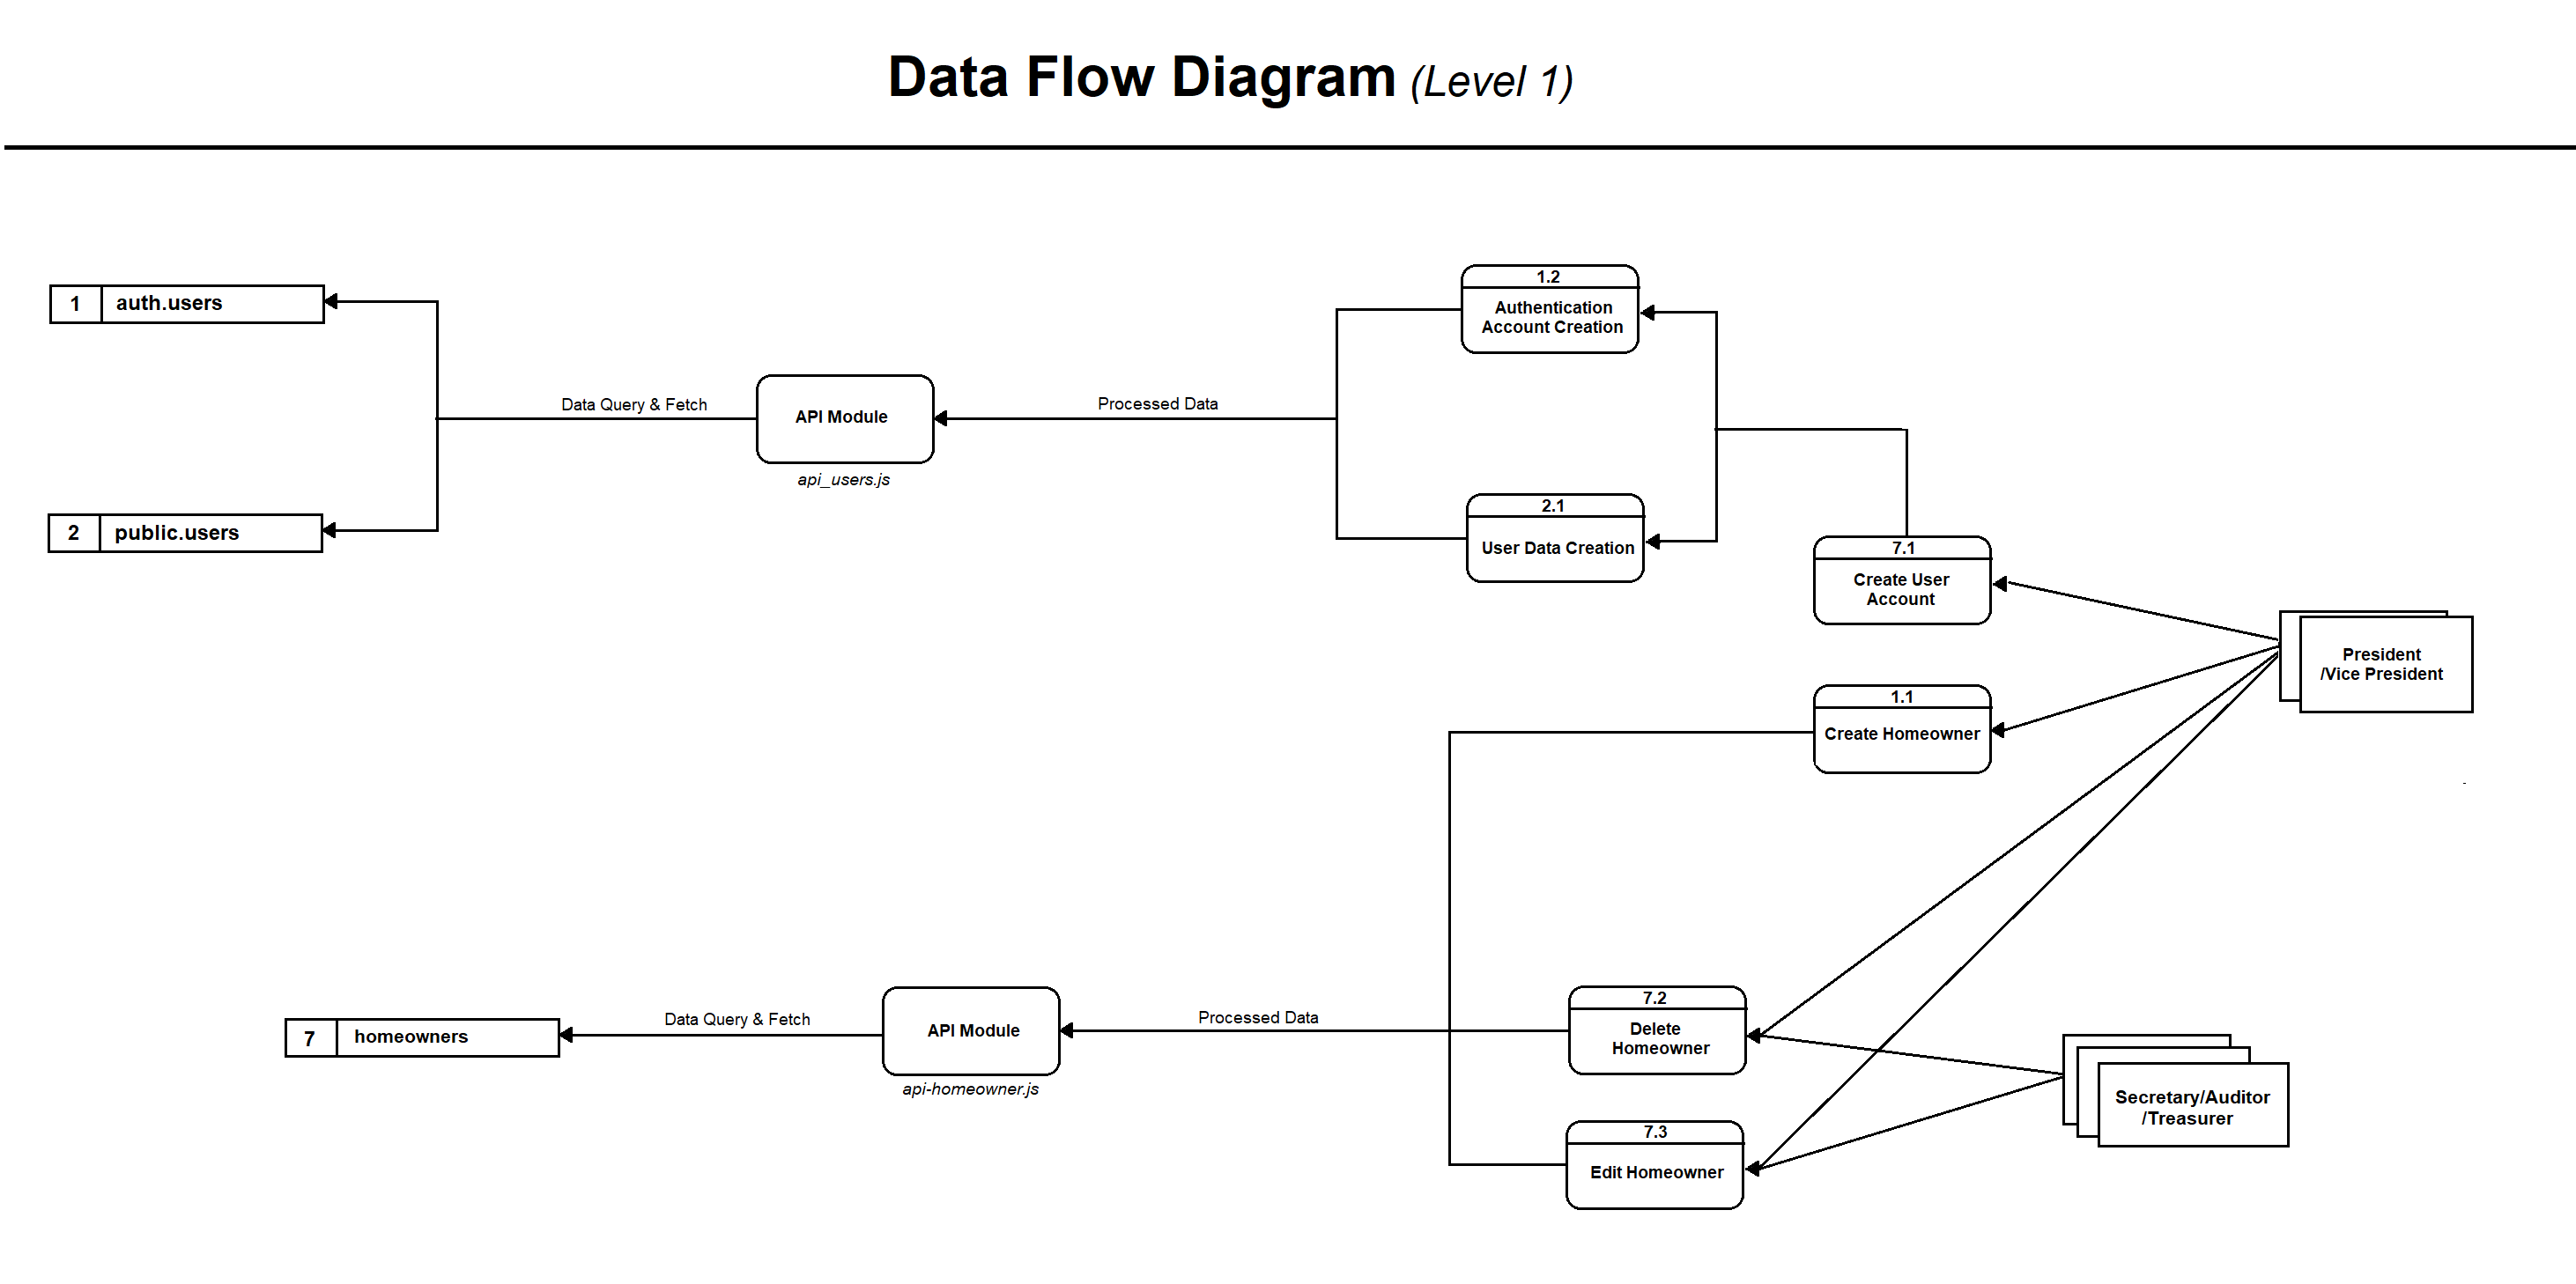 Data Flow Diagram (Level 1)
1.2
1 auth.users
Authentication
Account Creation
Data Query & Fetch
Processed Data
API Module
api_users.js
2.1
2 public.users
User Data Creation
7.1
Create User
Account
President
/Vice President
1.1
Create Homeowner
7.2
Data Query & Fetch
Processed Data
7 homeowners
API Module
Delete
Homeowner
api-homeowner.js
Secretary/Auditor
/Treasurer
7.3
Edit Homeowner